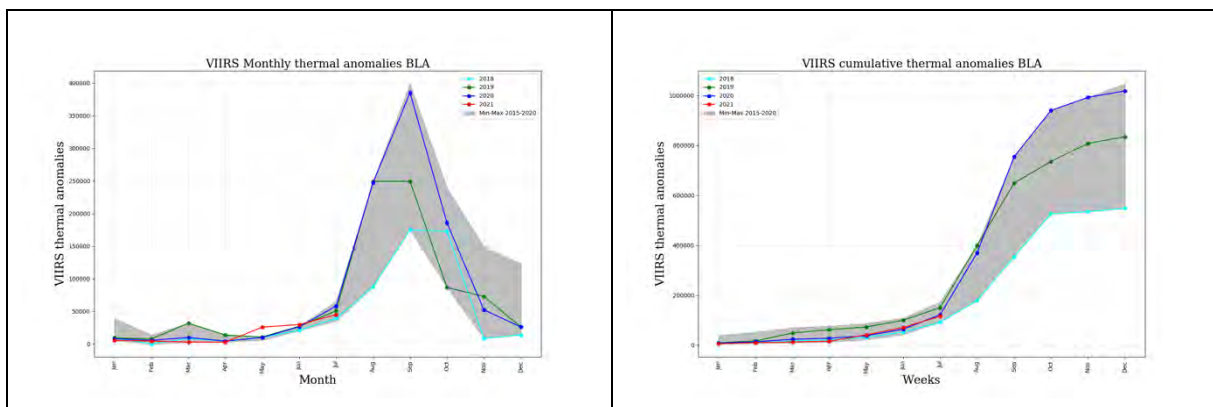 VIIRS Monthly thermal anomalies BLA
2018
2019
2020
2021
Min-Max 2015-2020
400000
350000
300000
250000
200000
150000
100000
50000
0
VIIRS thermal anomalies
Jan
Feb
Mar
Apr
May
Jun
Jul
Aug
Sep
Oct
Nov
Dec
Month
VIIRS cumulative thermal anomalies BLA
2018
2019
2020
2021
Min-Max 2015-2020
1000000
800000
600000
400000
200000
0
VIIRS thermal anomalies
Jan
Feb
Mar
Apr
May
Jun
Jul
Aug
Sep
Oct
Nov
Dec
Weeks